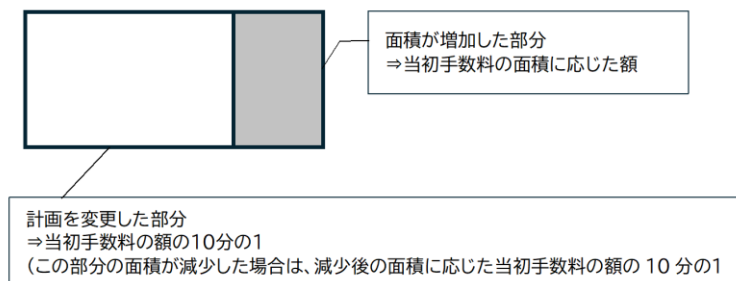 面積が増加した部分
⇒当初手数料の面積に応じた額
計画を変更した部分
⇒当初手数料の額の10分の1
(この部分の面積が減少した場合は、減少後の面積に応じた当初手数料の額の 10 分の1